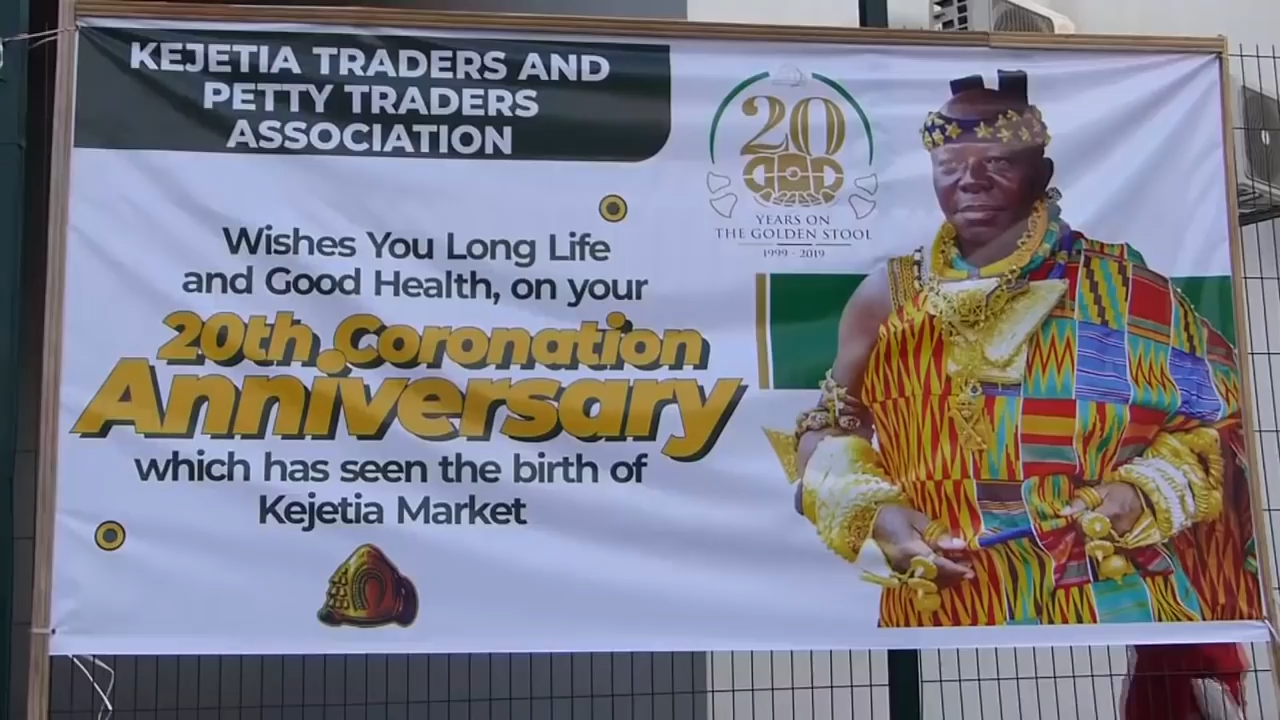 KEJETIA TRADERS AND
PETTY TRADERS
ASSOCIATION
Wishes You Long Life
and Good Health, on your
20th Coronation
Anniversary
which has seen the birth of
Kejetia Market
20
YEARS ON
THE GOLDEN STOOL
1999 - 2019